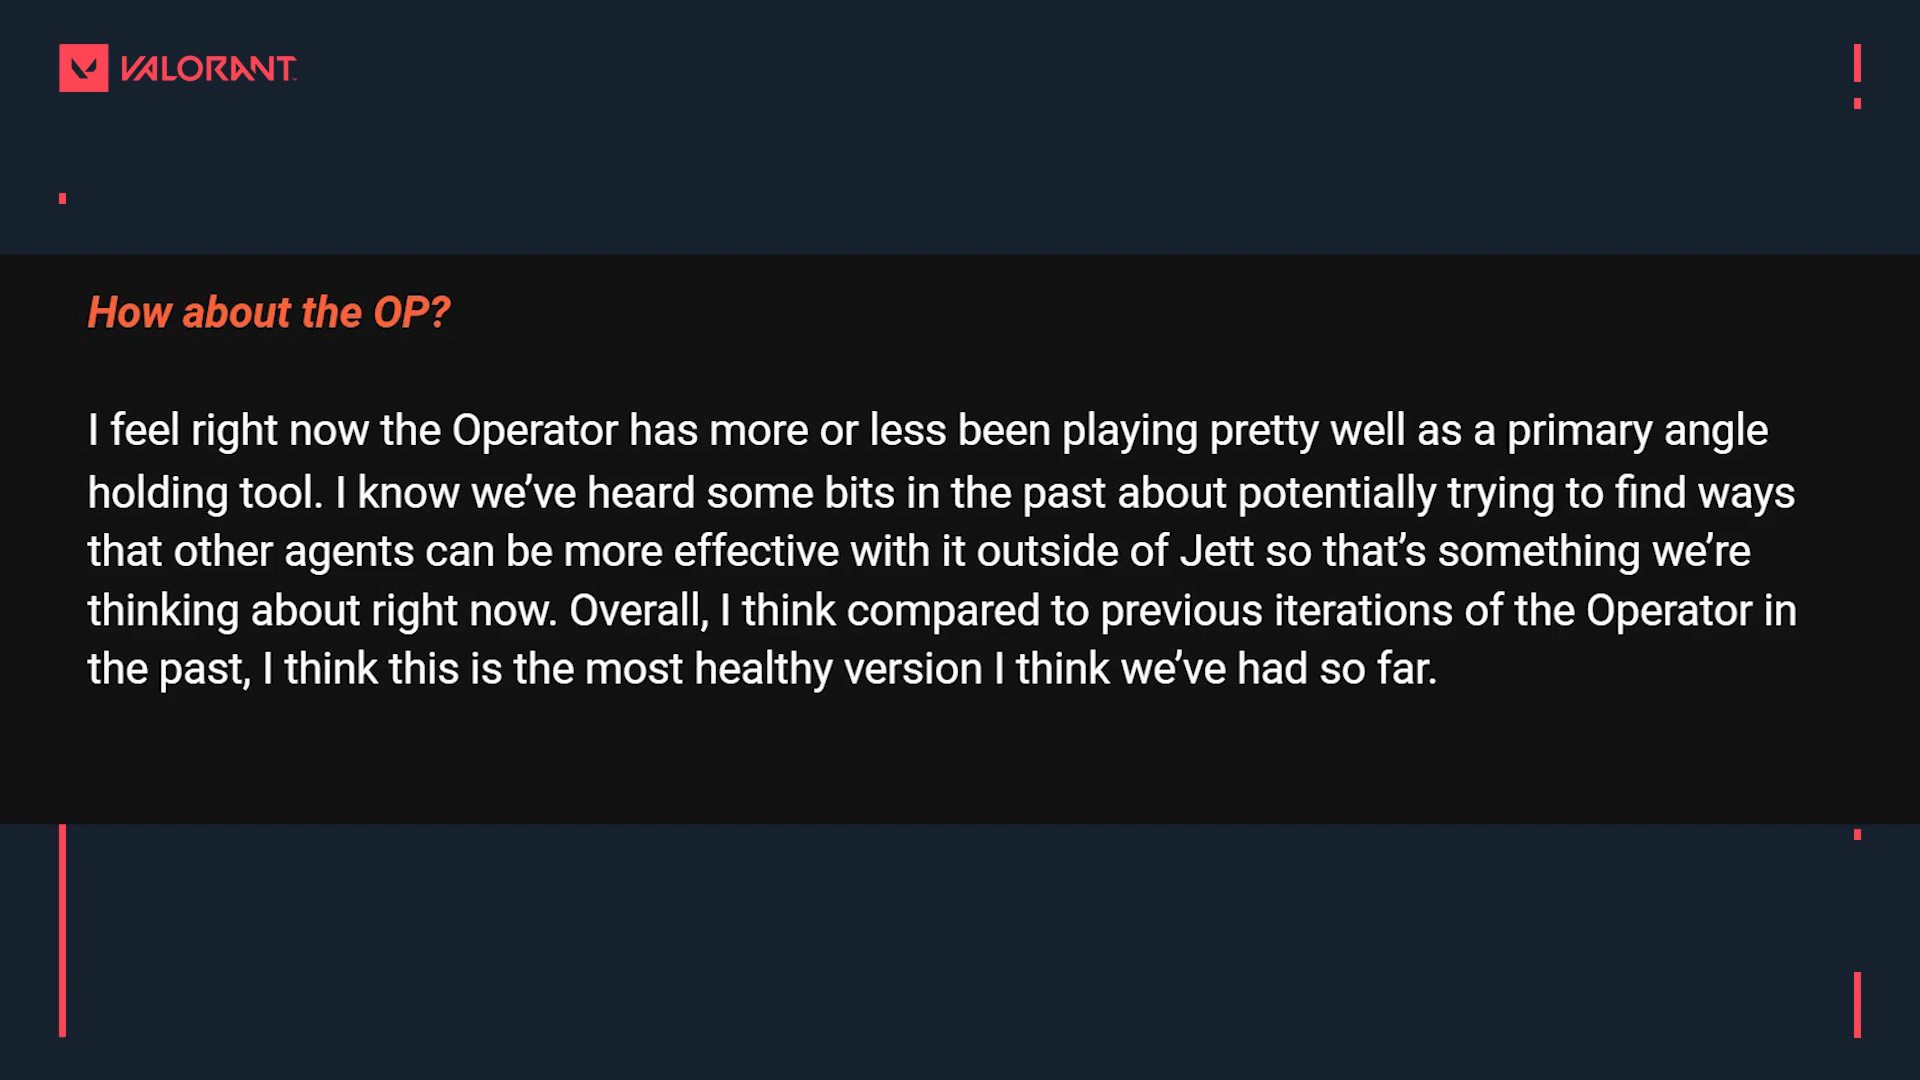 VALORANT
How about the OP?
I feel right now the Operator has more or less been playing pretty well as a primary angle
holding tool. I know we’ve heard some bits in the past about potentially trying to find ways
that other agents can be more effective with it outside of Jett so that’s something we’re
thinking about right now. Overall, I think compared to previous iterations of the Operator in
the past, I think this is the most healthy version I think we’ve had so far.